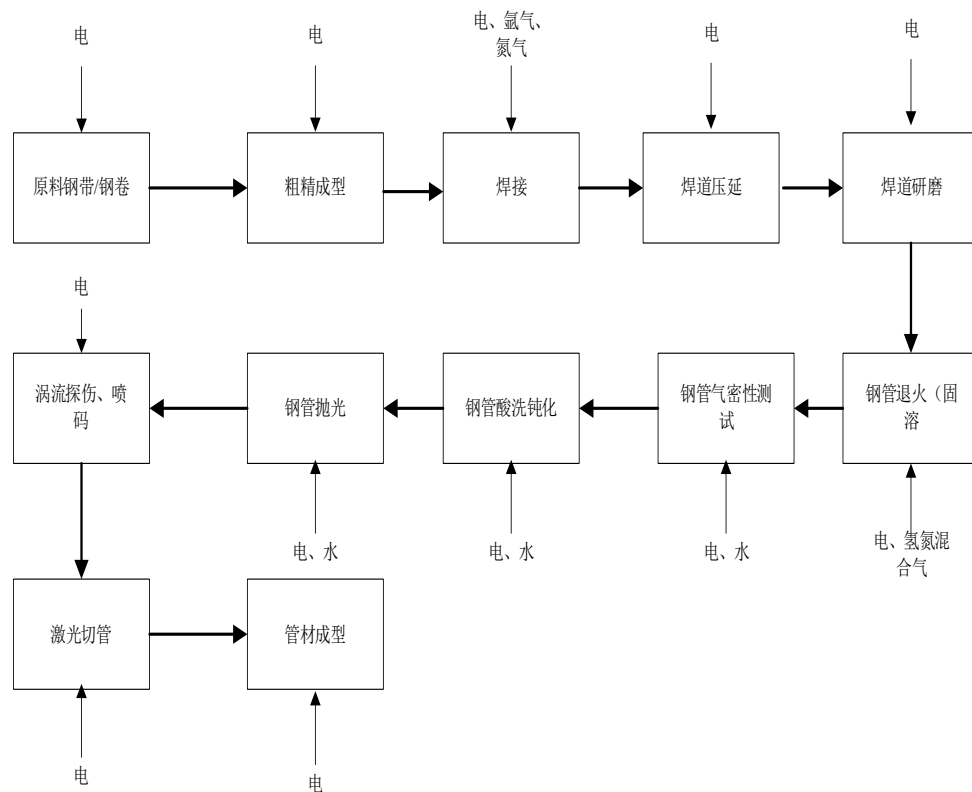 电
电
电、氩气、
氮气
电
电
原料钢带/钢卷
粗精成型
焊接
焊道压延
焊道研磨
电
涡流探伤、喷
码
钢管抛光
钢管酸洗钝化
钢管气密性测
试
钢管退火（固
溶
电、水
电、水
电、水
电、氢氮混
合气
激光切管
管材成型
电
电